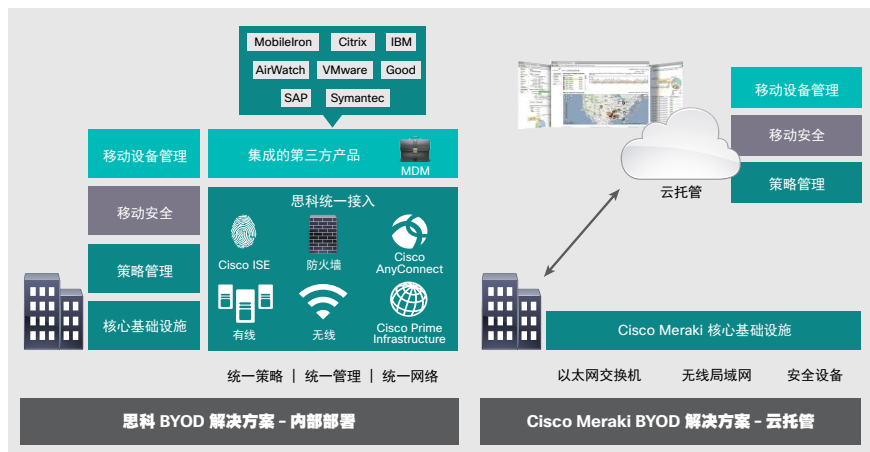 MobileIron Citrix IBM
AirWatch VMware Good
SAP Symantec
移动设备管理
移动安全
策略管理
核心基础设施
集成的第三方产品
MDM
思科统一接入
Cisco ISE
防火墙
Cisco
AnyConnect
有线
无线
Cisco Prime
Infrastructure
统一策略 | 统一管理 | 统一网络
思科 BYOD 解决方案 – 内部部署
移动设备管理
移动安全
策略管理
云托管
Cisco Meraki 核心基础设施
以太网交换机 无线局域网 安全设备
Cisco Meraki BYOD 解决方案 – 云托管